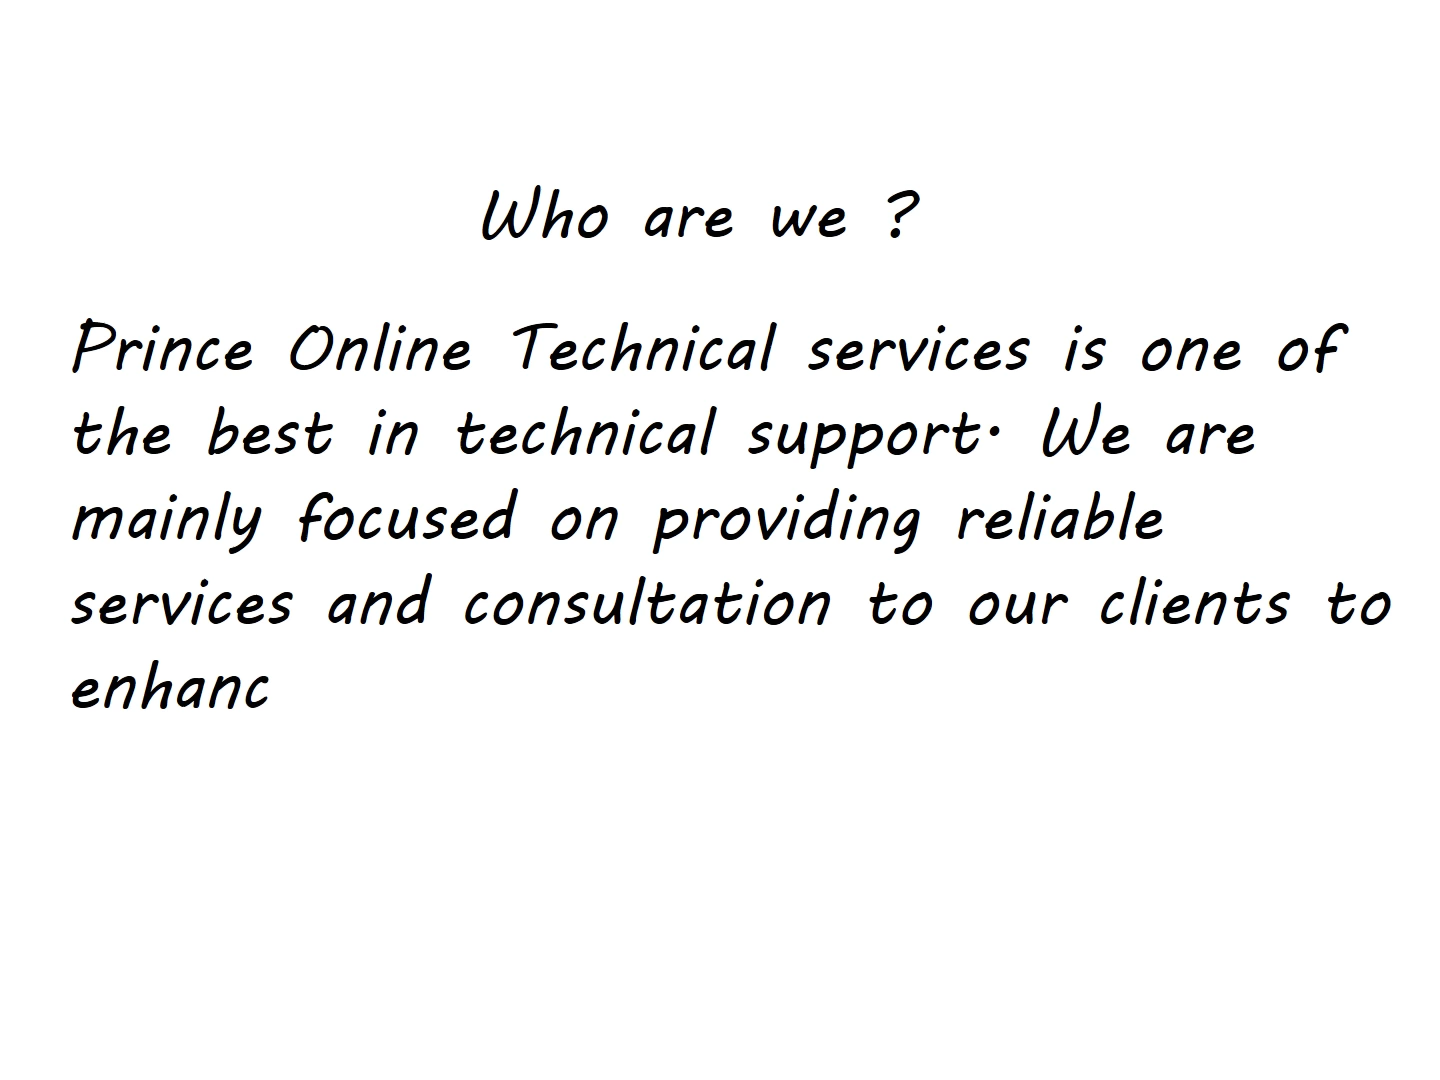 Who are we ?
Prince Online Technical services is one of
the best in technical support. We are
mainly focused on providing reliable
services and consultation to our clients to
enhanc